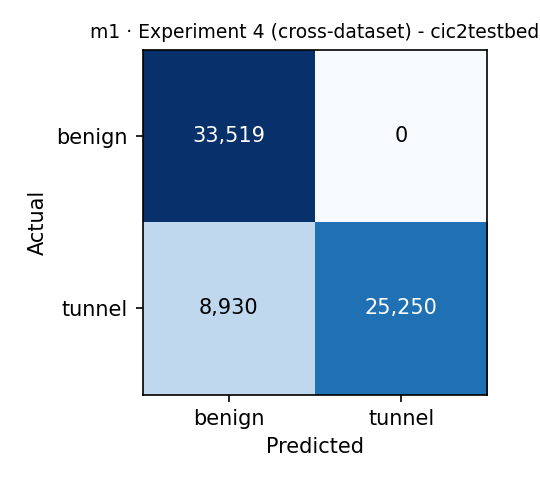 m1 · Experiment 4 (cross-dataset) - cic2testbed
benign 33,519 0
Actual
tunnel 8,930 25,250
benign tunnel
Predicted